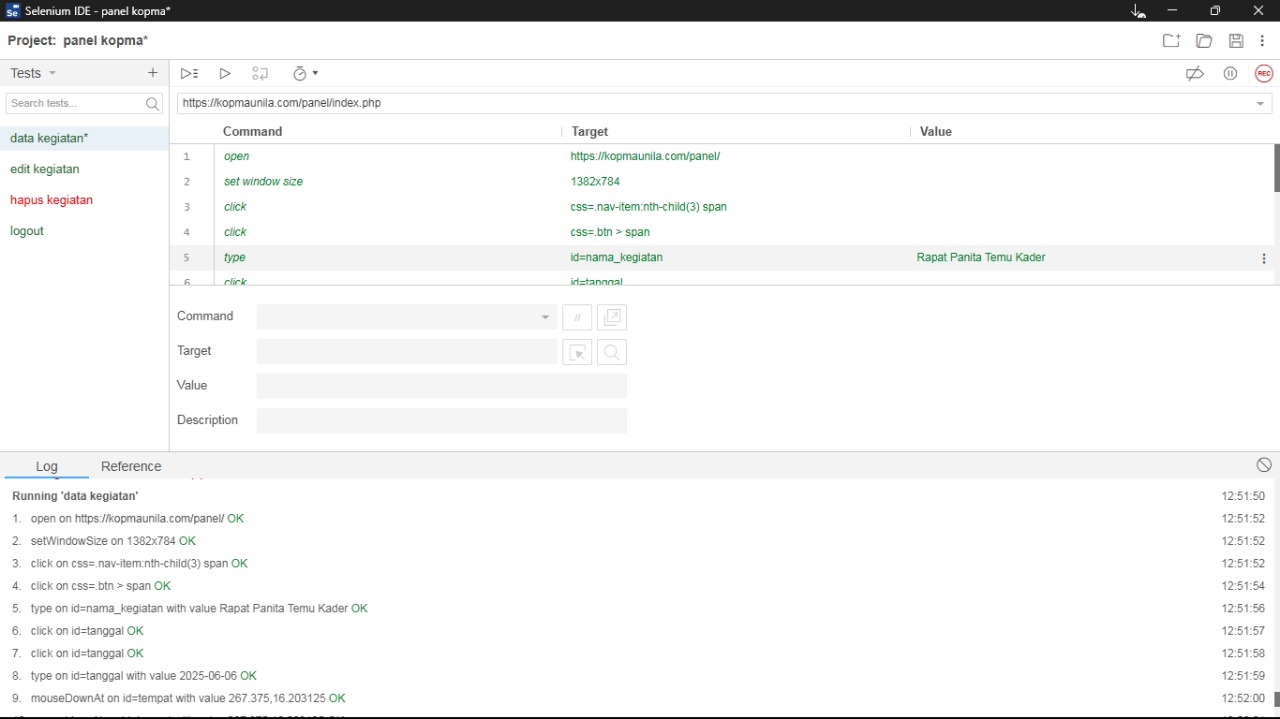 Selenium IDE - panel kopma*
Project: panel kopma*
Tests
Search tests...
https://kopmaunila.com/panel/index.php
REC
data kegiatan*
edit kegiatan
hapus kegiatan
logout
Command Target Value
1 open https://kopmaunila.com/panel/
2 set window size 1382x784
3 click css=.nav-item:nth-child(3) span
4 click css=.btn > span
5 type id=nama_kegiatan Rapat Panita Temu Kader
6 click id=tanggal
Command //
Target
Value
Description
Log Reference
Running 'data kegiatan' 12:51:50
1. open on https://kopmaunila.com/panel/ OK 12:51:52
2. setWindowSize on 1382x784 OK 12:51:52
3. click on css=.nav-item:nth-child(3) span OK 12:51:52
4. click on css=.btn > span OK 12:51:54
5. type on id=nama_kegiatan with value Rapat Panita Temu Kader OK 12:51:56
6. click on id=tanggal OK 12:51:57
7. click on id=tanggal OK 12:51:58
8. type on id=tanggal with value 2025-06-06 OK 12:51:59
9. mouseDownAt on id=tempat with value 267.375,16.203125 OK 12:52:00